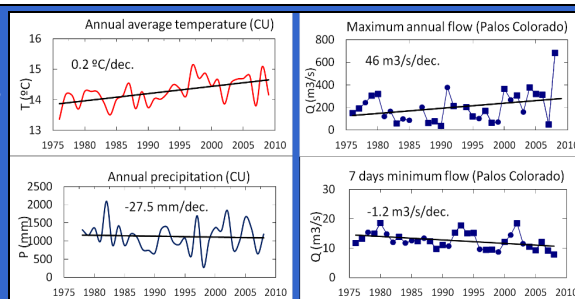 Annual average temperature (CU)
16
15
14
13
T (ºC)
0.2 ºC/dec.
1975 1980 1985 1990 1995 2000 2005 2010
Maximum annual flow (Palos Colorado)
800
600
400
200
0
Q (m3/s)
46 m3/s/dec.
1975 1980 1985 1990 1995 2000 2005 2010
Annual precipitation (CU)
2500
2000
1500
1000
500
0
P (mm)
-27.5 mm/dec.
1975 1980 1985 1990 1995 2000 2005 2010
7 days minimum flow (Palos Colorado)
30
20
10
0
Q (m3/s)
-1.2 m3/s/dec.
1975 1980 1985 1990 1995 2000 2005 2010